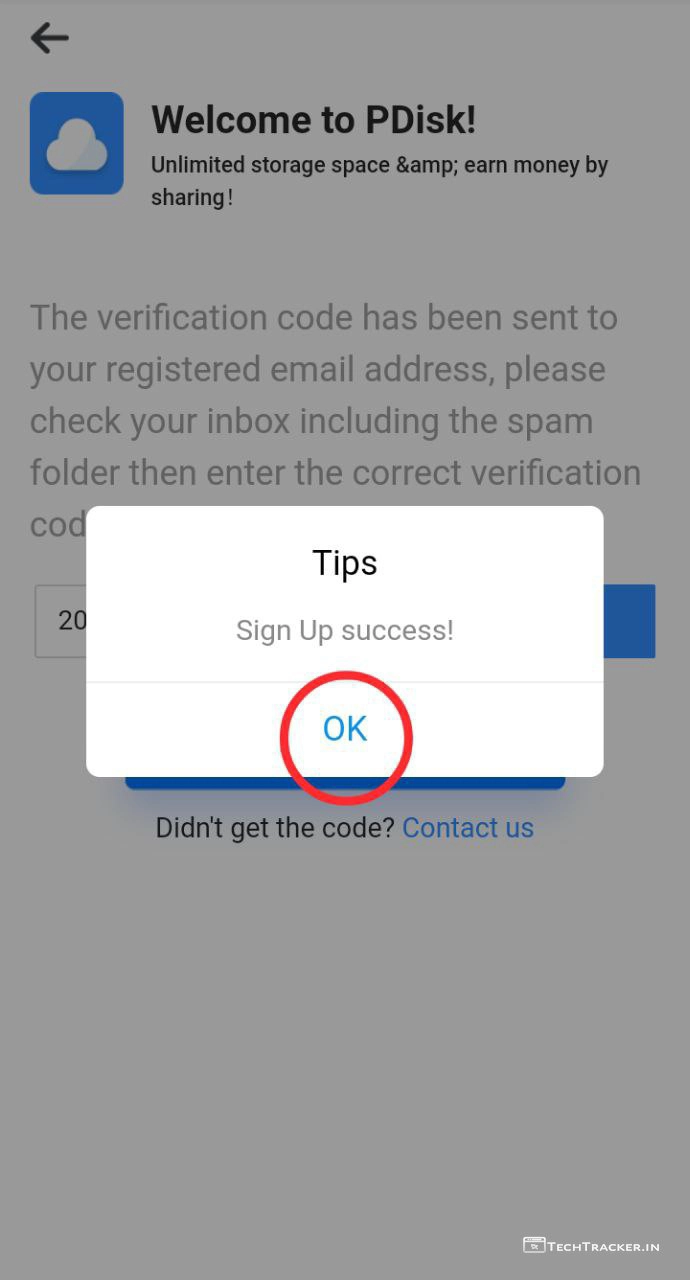 Welcome to PDisk!
Unlimited storage space &amp; earn money by
sharing!
The verification code has been sent to
your registered email address, please
check your inbox including the spam
folder then enter the correct verification
cod
Tips
20
Sign Up success!
OK
Didn't get the code? Contact us
TECHTRACKER.IN